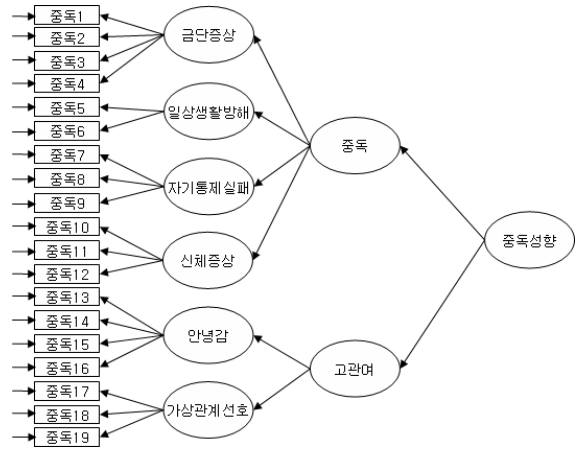 중독1
중독2
중독3
중독4
중독5
중독6
중독7
중독8
중독9
중독10
중독11
중독12
중독13
중독14
중독15
중독16
중독17
중독18
중독19
금단증상
일상생활방해
자기통제실패
신체증상
안녕감
가상관계선호
중독
고관여
중독성향